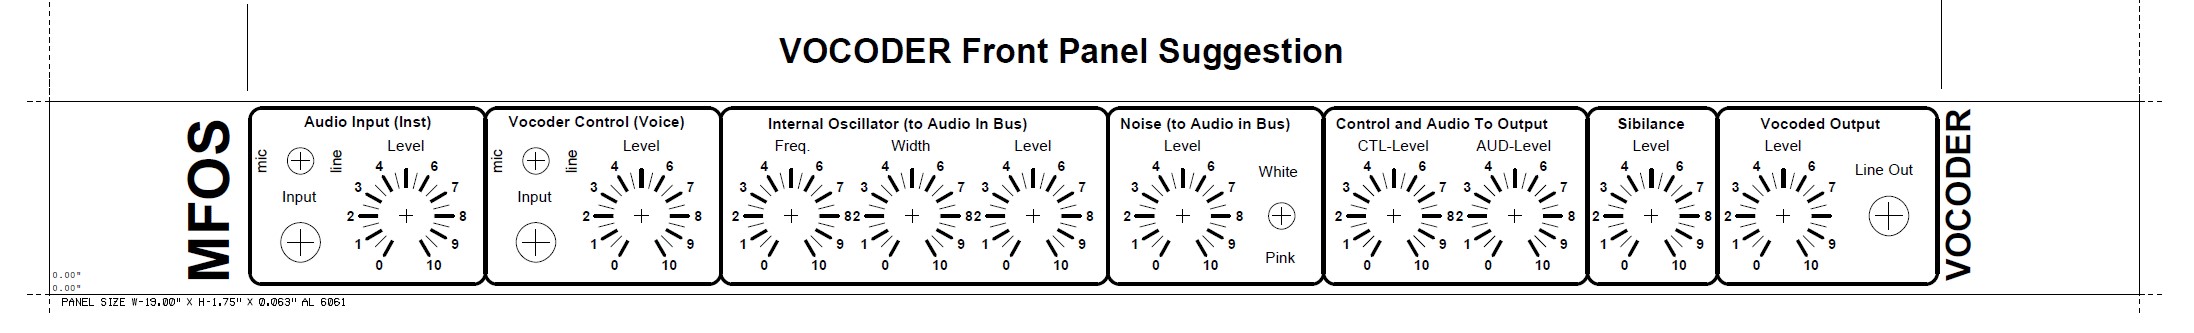 VOCODER Front Panel Suggestion
MFOS
Audio Input (Inst)
mic
line
Level
Input
0 1 2 3 4 6 7 8 9 10
Vocoder Control (Voice)
mic
line
Level
Input
0 1 2 3 4 6 7 8 9 10
Internal Oscillator (to Audio In Bus)
Freq.
0 1 2 3 4 6 7 8 9 10
Width
0 1 2 3 4 6 7 8 9 10
Level
0 1 2 3 4 6 7 8 9 10
Noise (to Audio in Bus)
Level
0 1 2 3 4 6 7 8 9 10
White
Pink
Control and Audio To Output
CTL-Level
0 1 2 3 4 6 7 8 9 10
AUD-Level
0 1 2 3 4 6 7 8 9 10
Sibilance
Level
0 1 2 3 4 6 7 8 9 10
Vocoded Output
Level
0 1 2 3 4 6 7 9 10
Line Out
VOCODER
0.00"
0.00"
PANEL SIZE W-19.00" X H-1.75" X 0.063" AL 6061